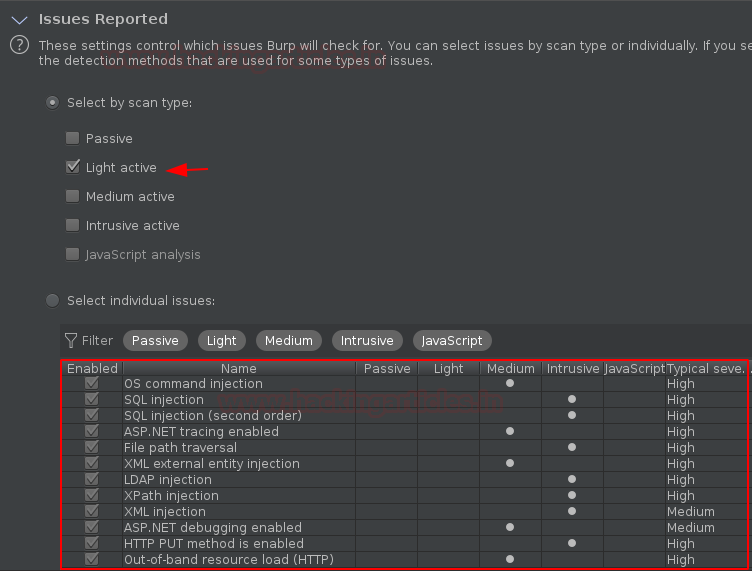 Issues Reported
These settings control which issues Burp will check for. You can select issues by scan type or individually. If you se
the detection methods that are used for some types of issues.
Select by scan type:
Passive
Light active
Medium active
Intrusive active
JavaScript analysis
Select individual issues:
Filter Passive Light Medium Intrusive JavaScript
Enabled Name Passive Light Medium Intrusive JavaScript Typical seve...
OS command injection High
SQL injection High
SQL injection (second order) High
ASP.NET tracing enabled High
File path traversal High
XML external entity injection High
LDAP injection High
XPath injection High
XML injection Medium
ASP.NET debugging enabled Medium
HTTP PUT method is enabled High
Out-of-band resource load (HTTP) High